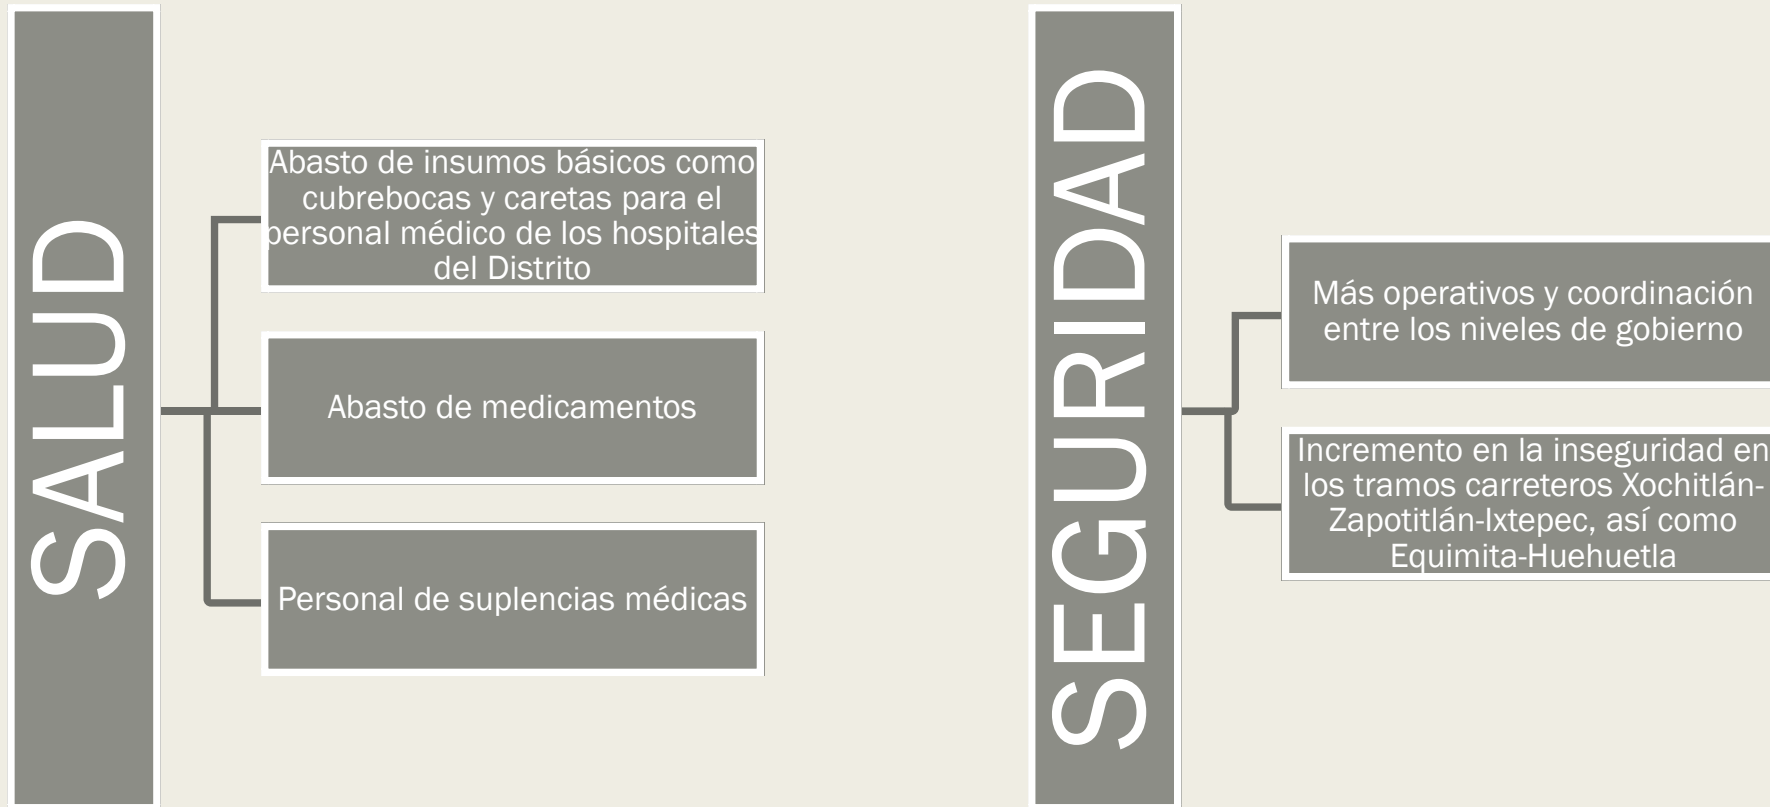 SALUD
Abasto de insumos básicos como
cubrebocas y caretas para el
personal médico de los hospitales
del Distrito
Abasto de medicamentos
Personal de suplencias médicas
SEGURIDAD
Más operativos y coordinación
entre los niveles de gobierno
Incremento en la inseguridad en
los tramos carreteros Xochitlán-
Zapotitlán-Ixtepec, así como
Equimita-Huehuetla